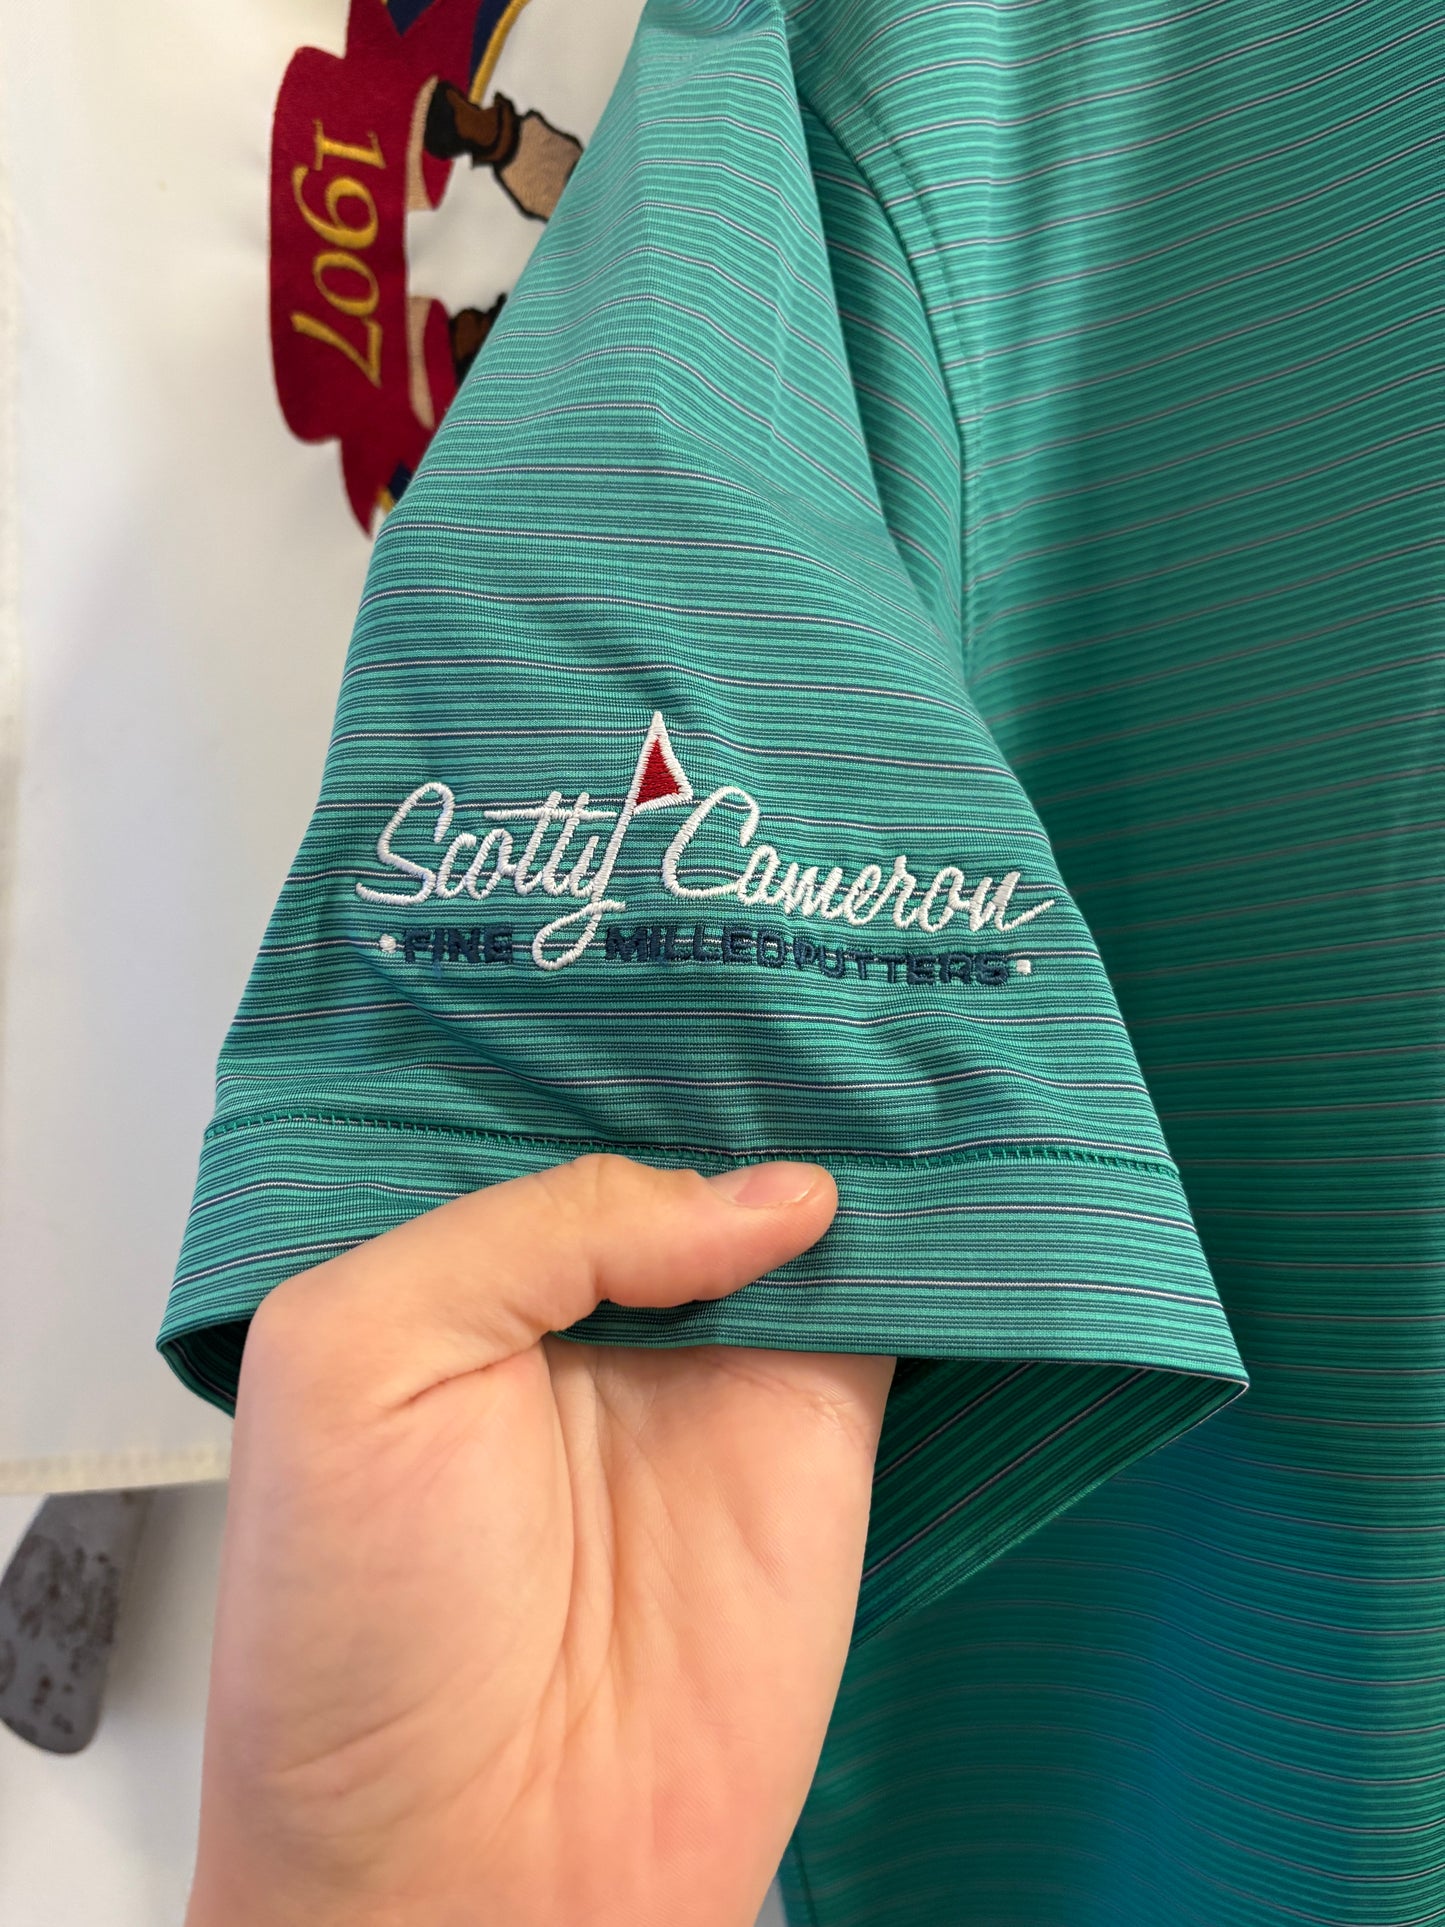 1907
Scotty Cameron
• FINE MILLED PUTTERS •